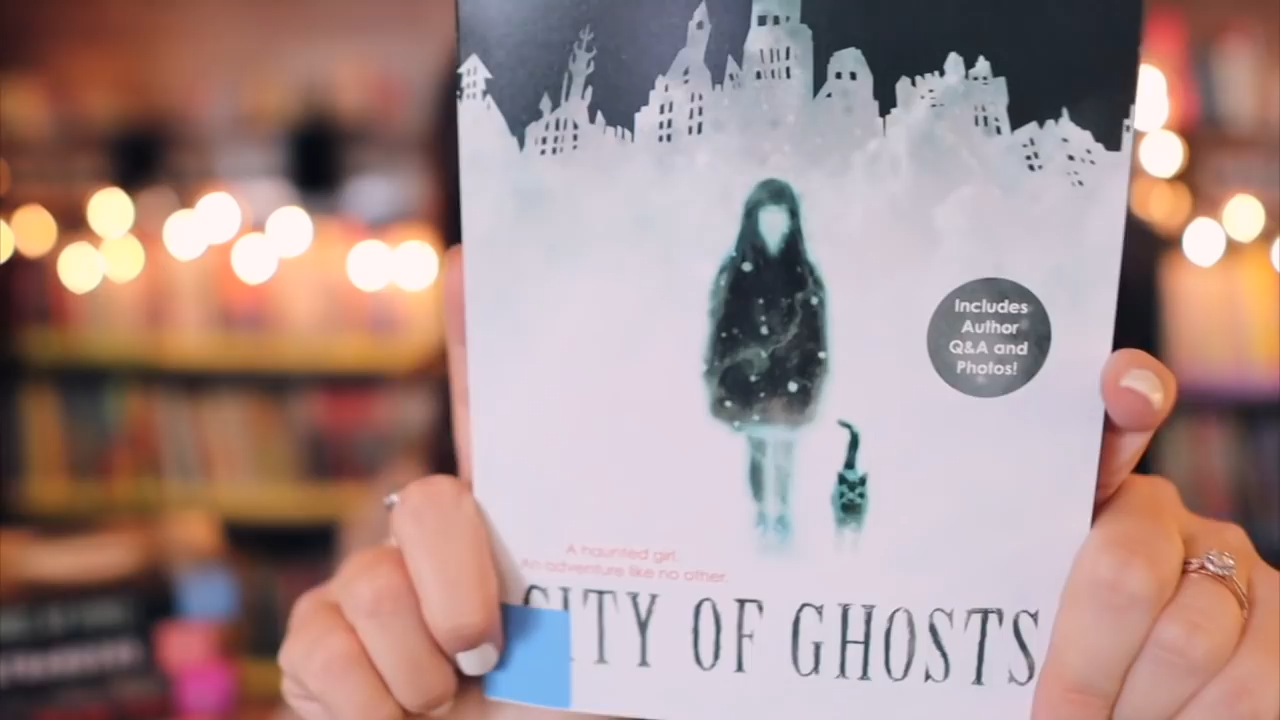 Includes
Author
Q&A and
Photos!
A haunted girl.
An adventure like no other.
CITY OF GHOSTS